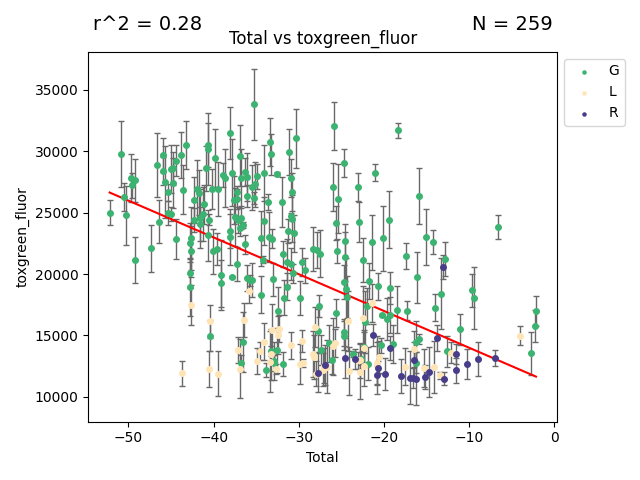 r^2 = 0.28 N = 259
Total vs toxgreen_fluor
35000
30000
25000
20000
15000
10000
toxgreen_fluor
−50 −40 −30 −20 −10 0
Total
G
L
R